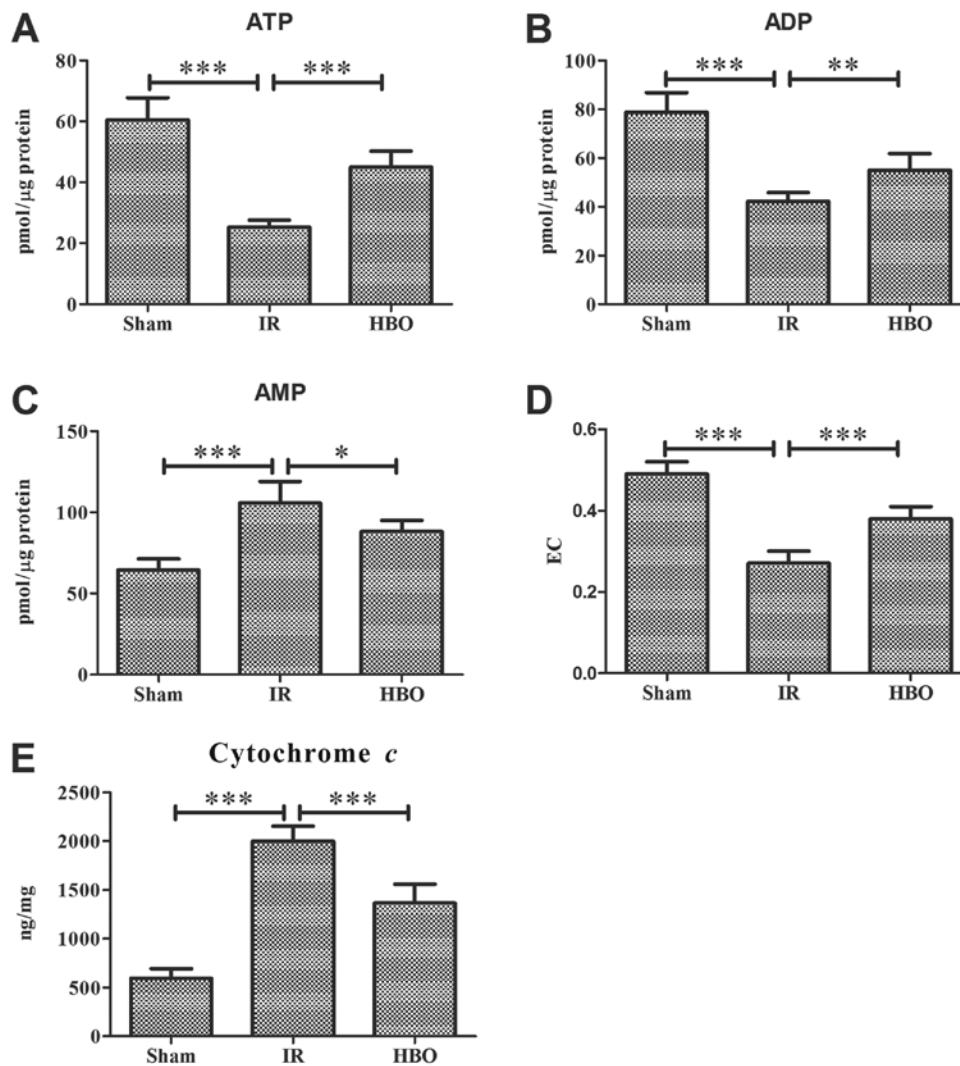 A
ATP
80
60
40
20
0
pmol/µg protein
*** ***
Sham IR HBO
B
ADP
100
80
60
40
20
0
pmol/µg protein
*** **
Sham IR HBO
C
AMP
150
100
50
0
pmol/µg protein
*** *
Sham IR HBO
D
0.6
0.4
0.2
0.0
EC
*** ***
Sham IR HBO
E
Cytochrome c
2500
2000
1500
1000
500
0
ng/mg
*** ***
Sham IR HBO